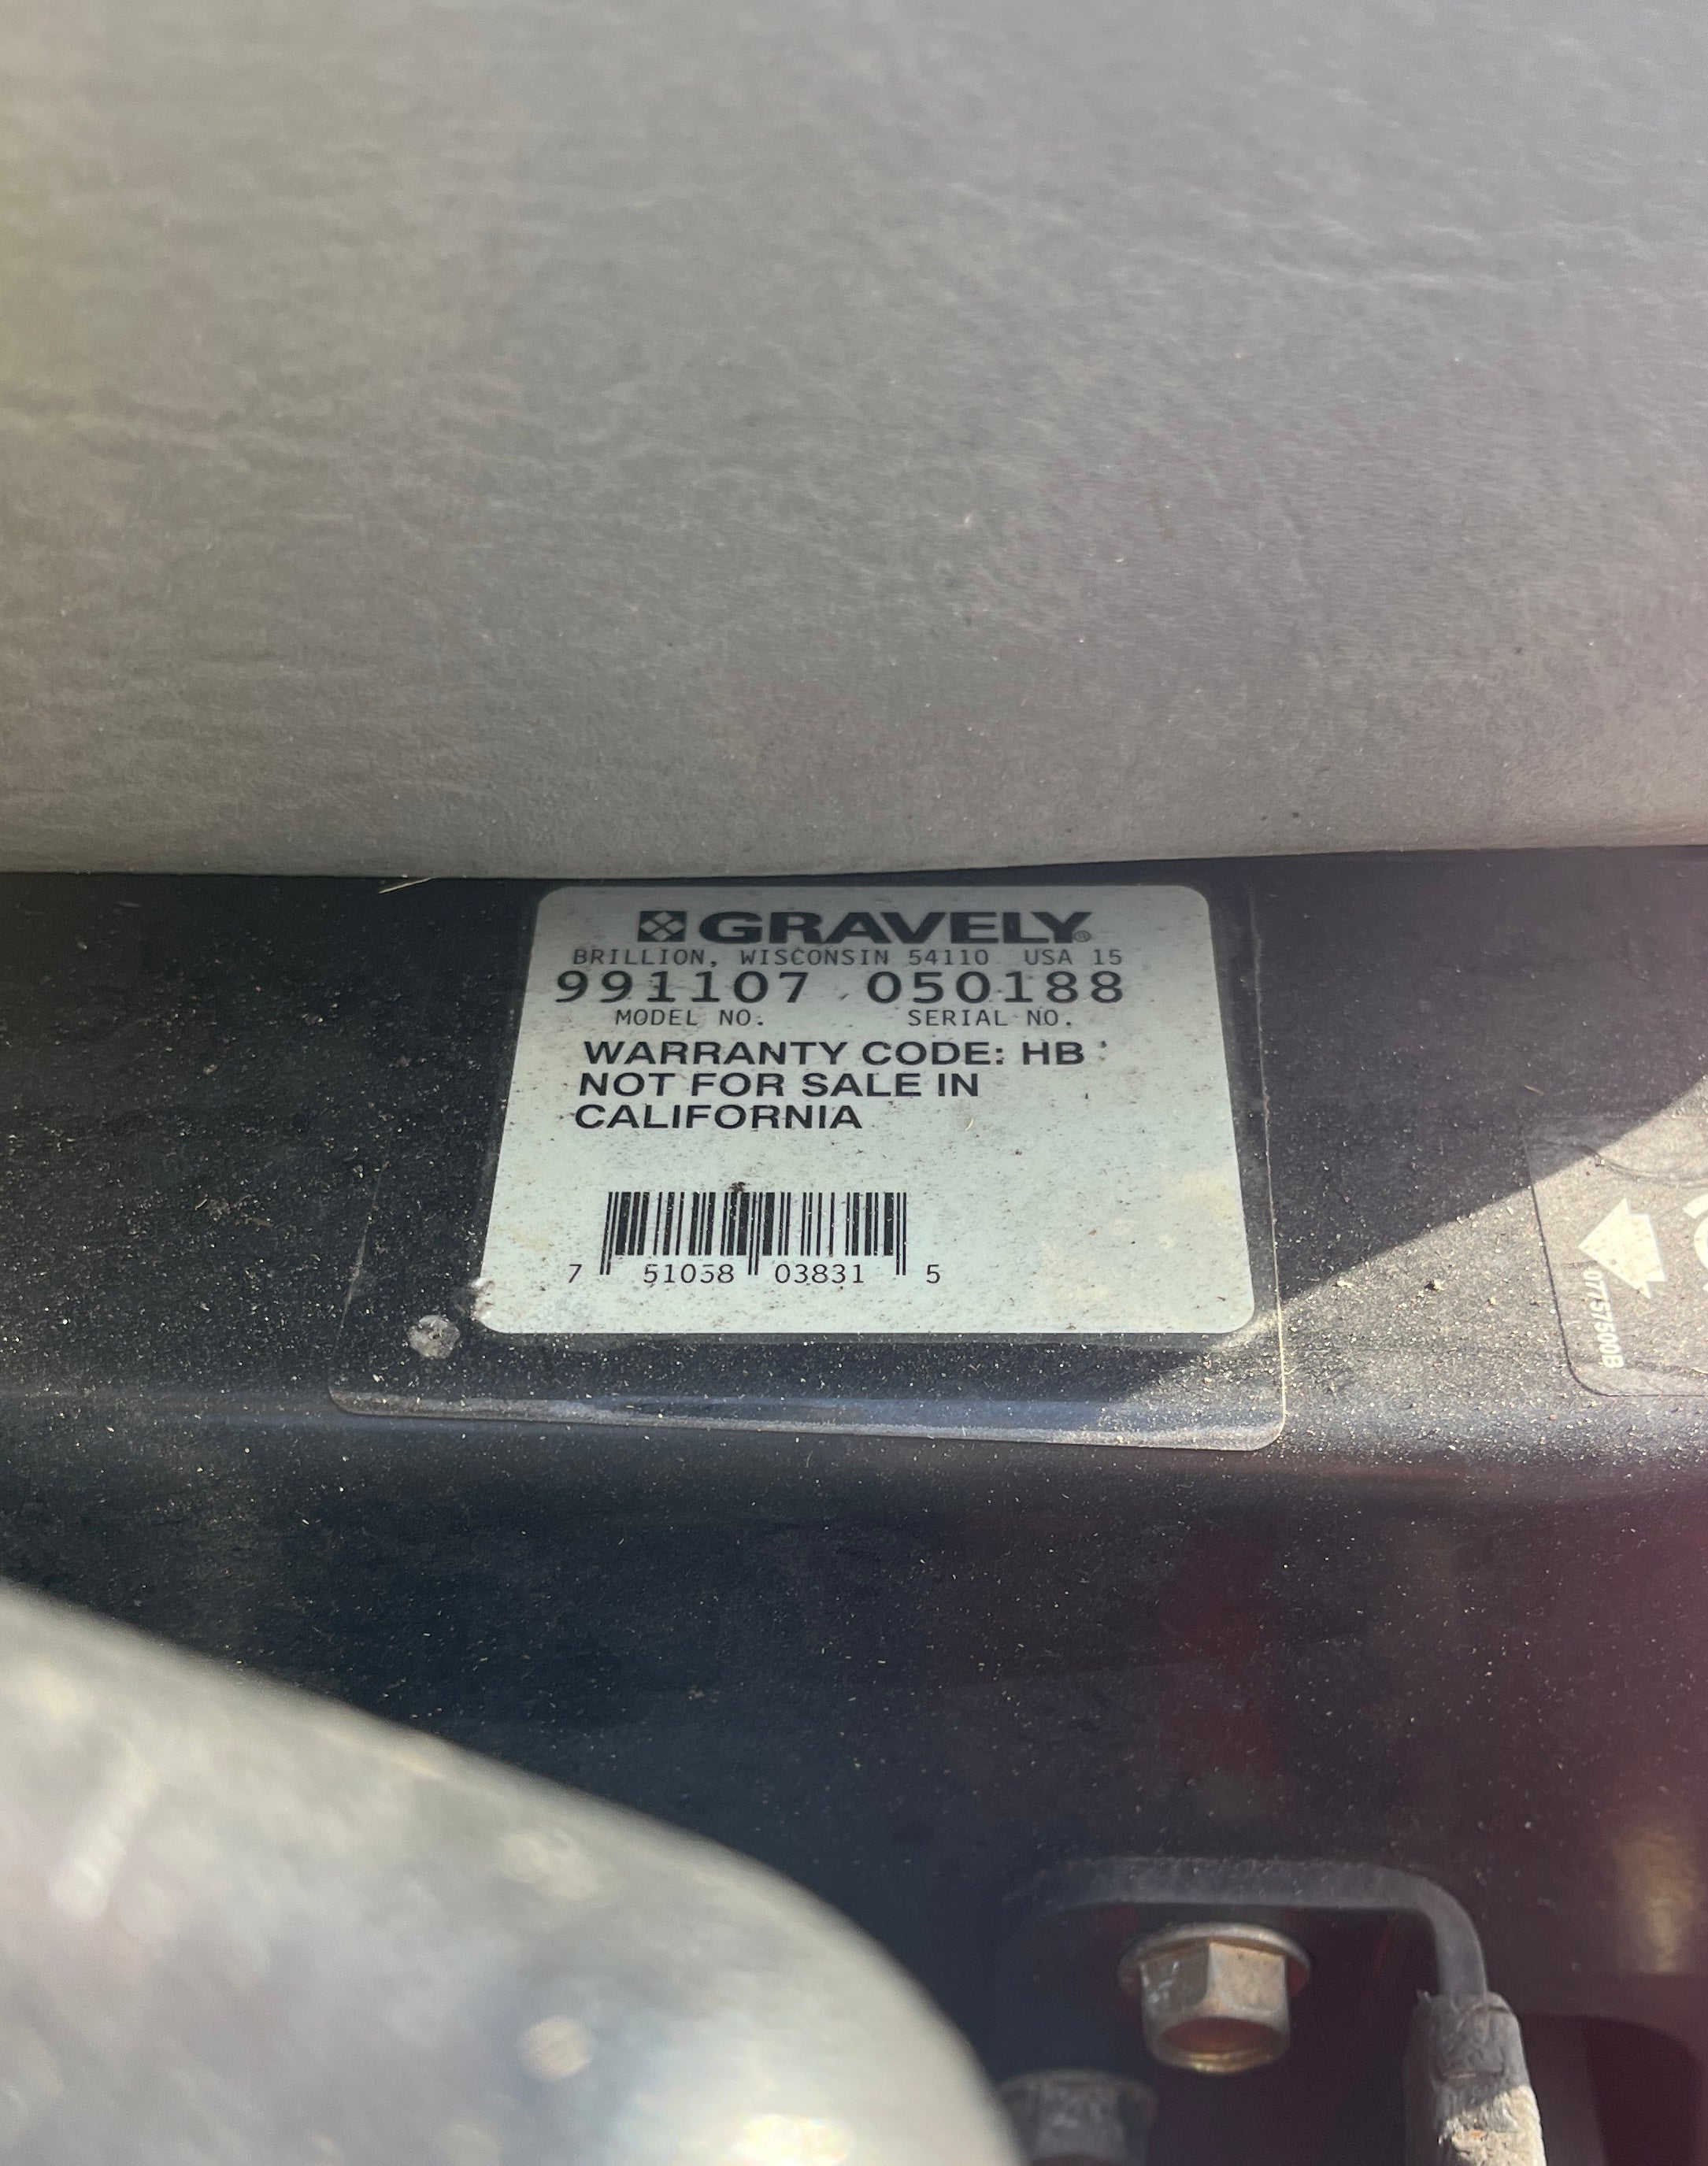 GRAVELY®
BRILLION, WISCONSIN 54110 USA 15
991107 050188
MODEL NO. SERIAL NO.
WARRANTY CODE: HB
NOT FOR SALE IN
CALIFORNIA
7 51058 03831 5
07757500B